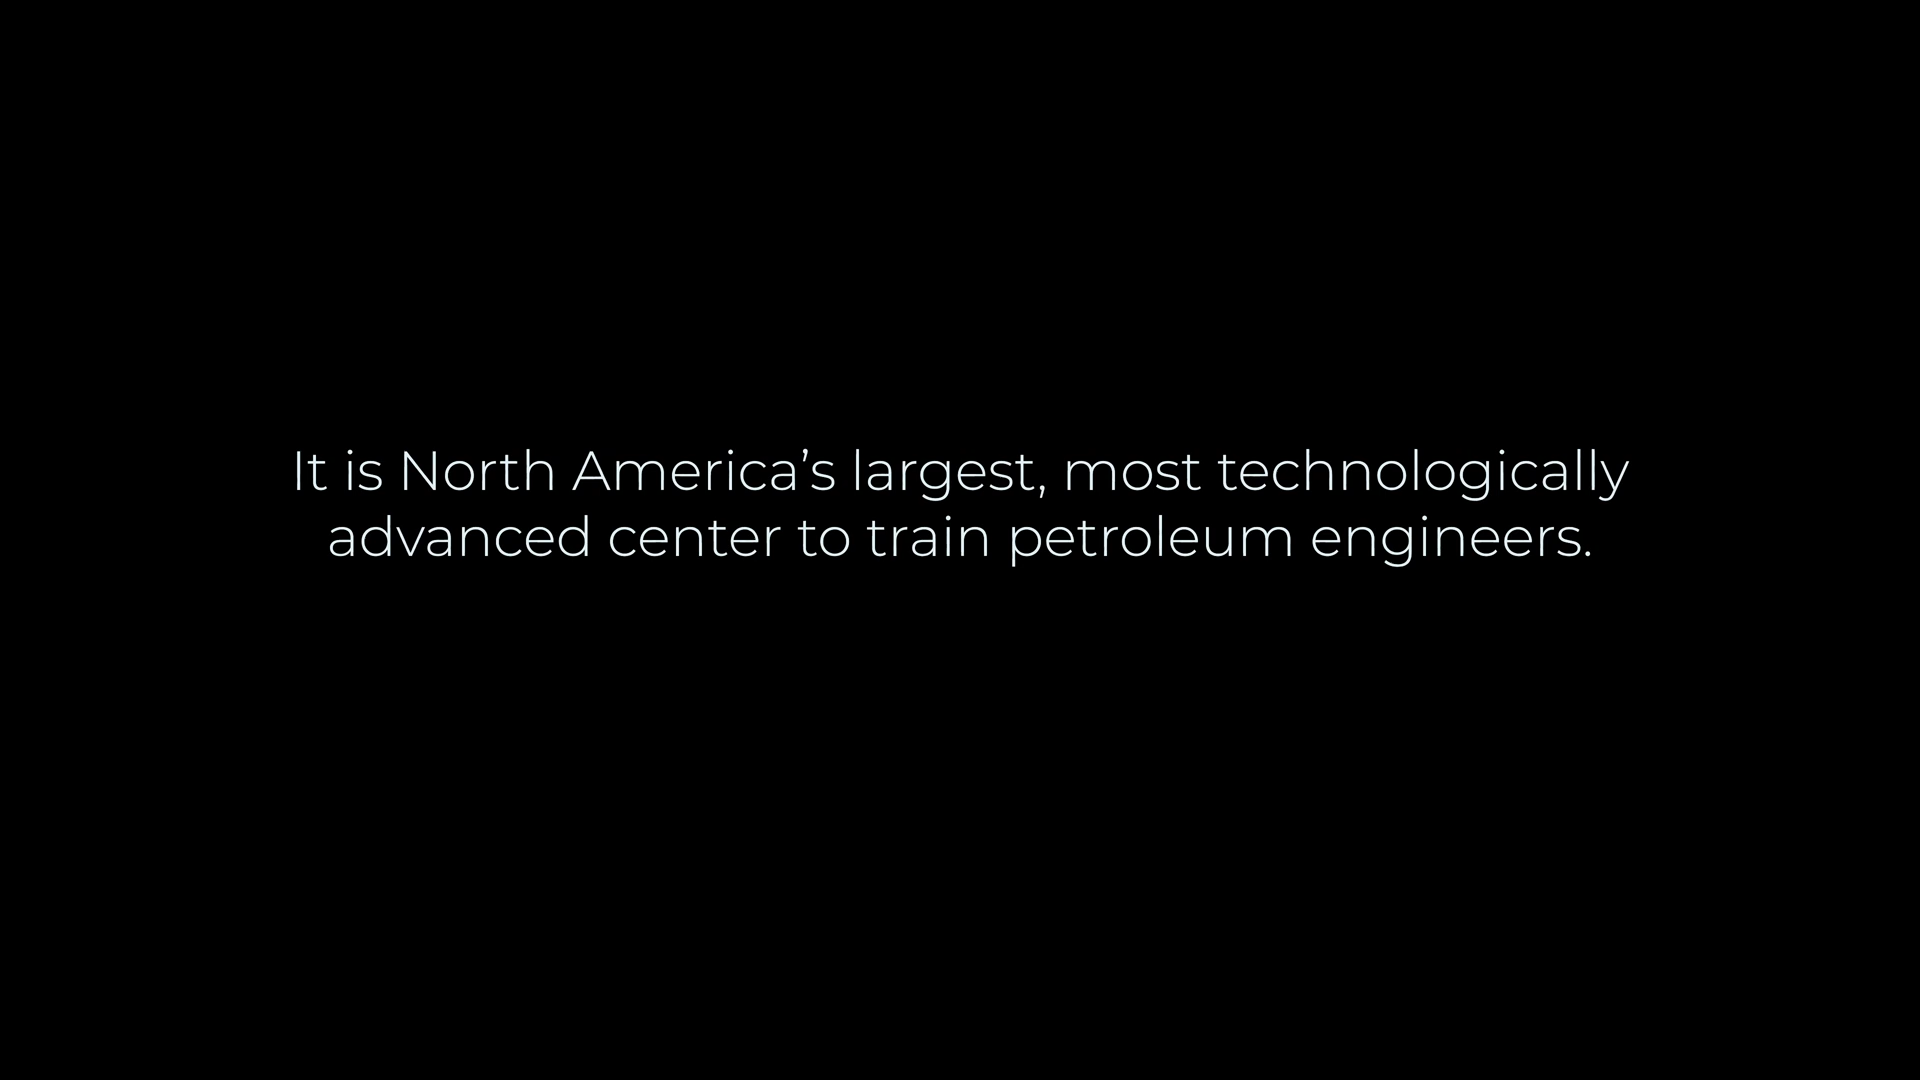 It is North America’s largest, most technologically
advanced center to train petroleum engineers.